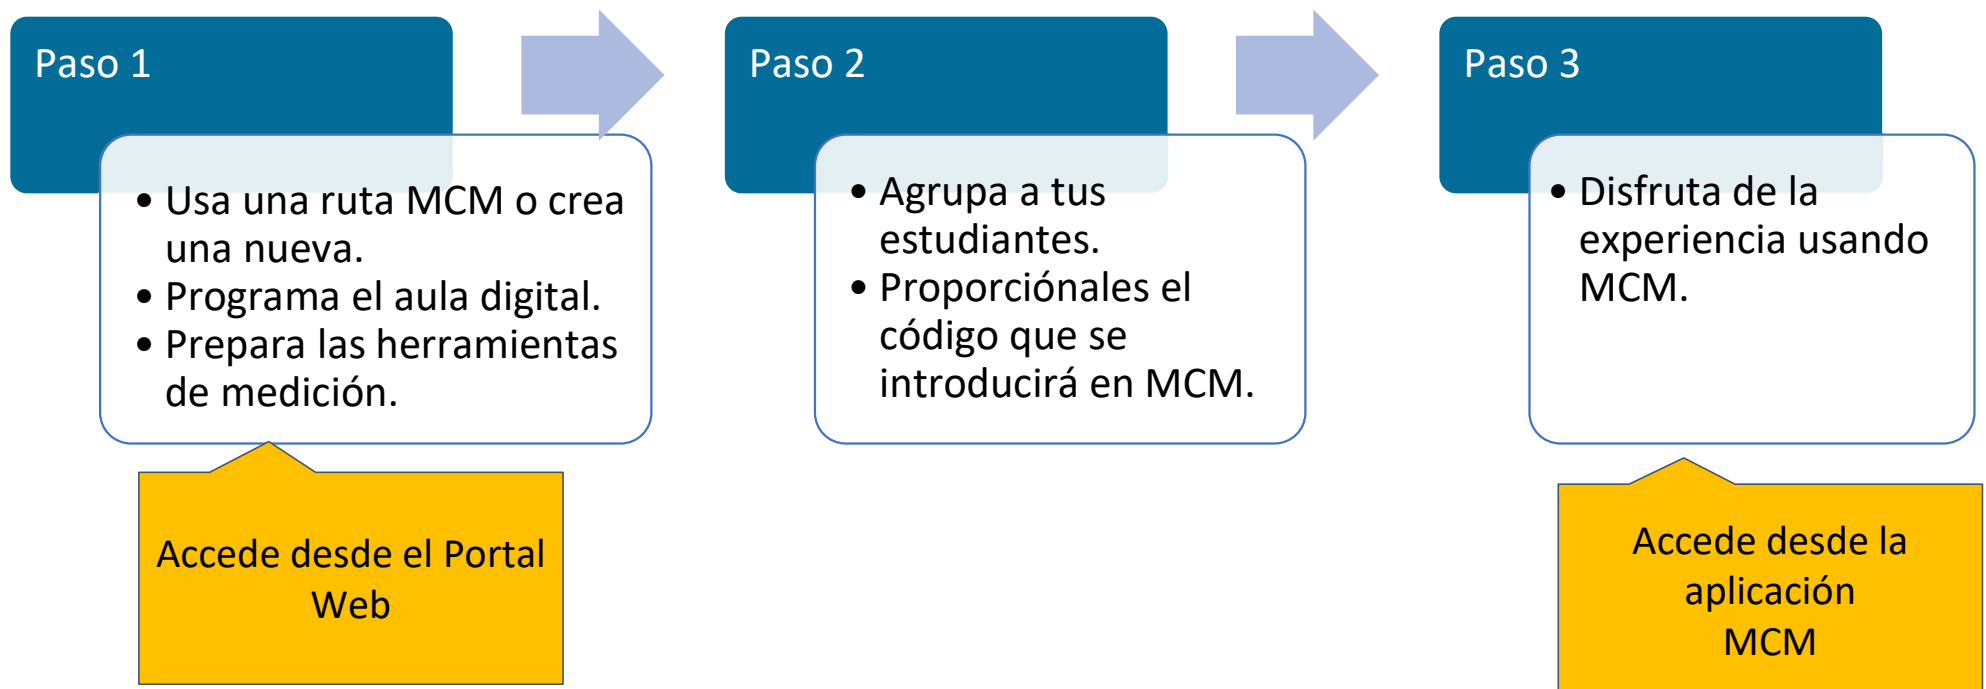 Paso 1
• Usa una ruta MCM o crea
una nueva.
• Programa el aula digital.
• Prepara las herramientas
de medición.
Accede desde el Portal
Web
Paso 2
• Agrupa a tus
estudiantes.
• Proporciónales el
código que se
introducirá en MCM.
Paso 3
• Disfruta de la
experiencia usando
MCM.
Accede desde la
aplicación
MCM